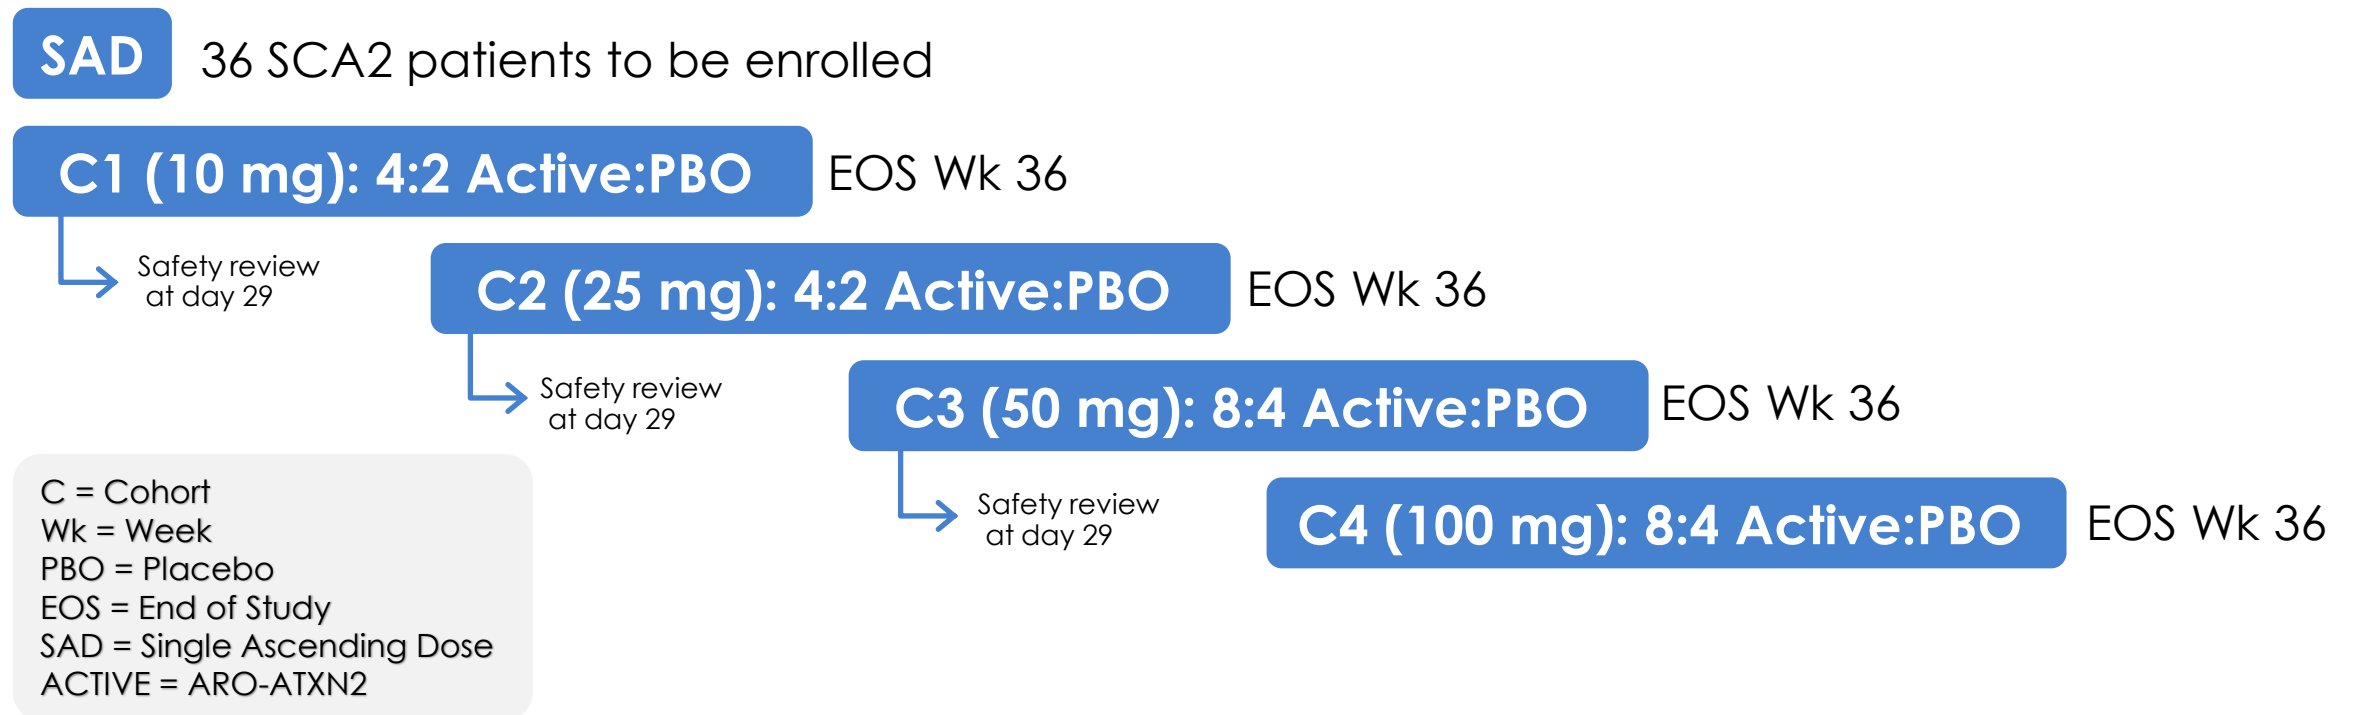 SAD 36 SCA2 patients to be enrolled
C1 (10 mg): 4:2 Active:PBO EOS Wk 36
Safety review
at day 29
C2 (25 mg): 4:2 Active:PBO EOS Wk 36
Safety review
at day 29
C3 (50 mg): 8:4 Active:PBO EOS Wk 36
Safety review
at day 29
C4 (100 mg): 8:4 Active:PBO EOS Wk 36
C = Cohort
Wk = Week
PBO = Placebo
EOS = End of Study
SAD = Single Ascending Dose
ACTIVE = ARO-ATXN2